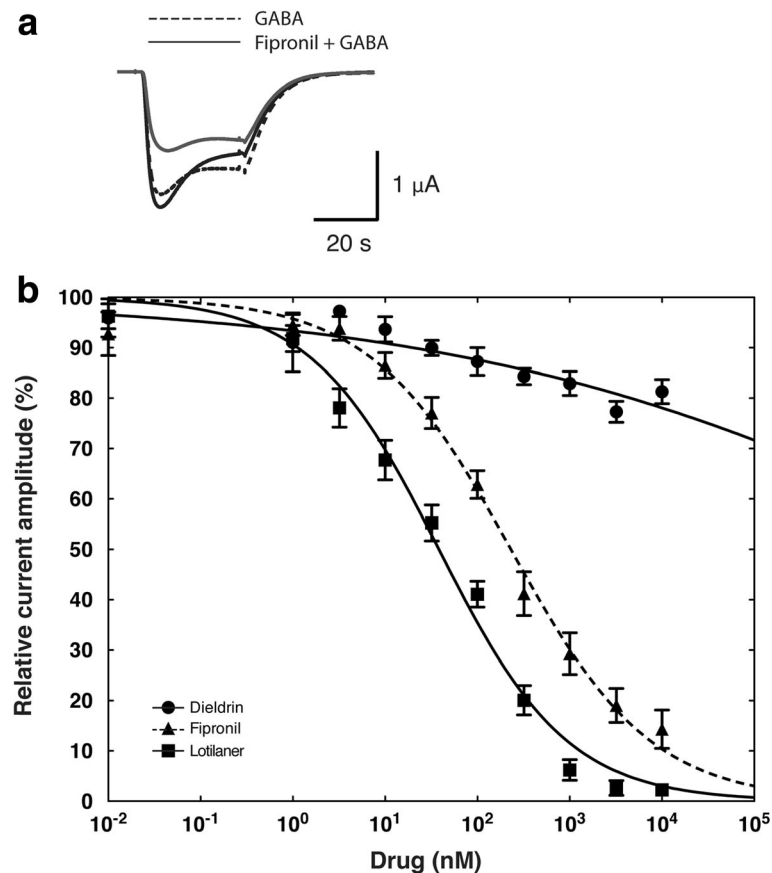 a
GABA
Fipronil + GABA
1 μA
20 s
b
Relative current amplitude (%)
100
90
80
70
60
50
40
30
20
10
0
Dieldrin
Fipronil
Lotilaner
10⁻² 10⁻¹ 10⁰ 10¹ 10² 10³ 10⁴ 10⁵
Drug (nM)